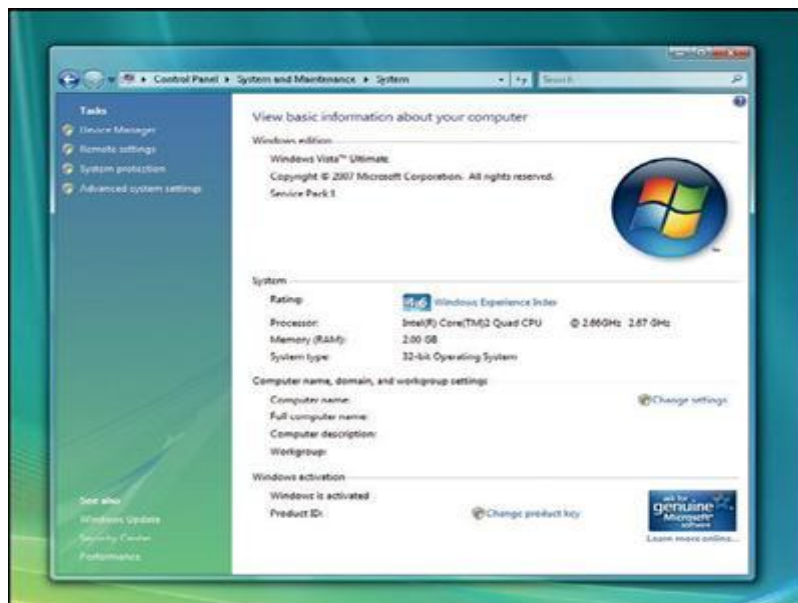 Control Panel ▸ System and Maintenance ▸ System
Search
Tasks
Device Manager
Remote settings
System protection
Advanced system settings
View basic information about your computer
Windows edition
Windows Vista™ Ultimate
Copyright © 2007 Microsoft Corporation. All rights reserved.
Service Pack 1
System
Rating:
Windows Experience Index
Processor: Intel(R) Core(TM)2 Quad CPU @ 2.66GHz 2.67 GHz
Memory (RAM): 2.00 GB
System type: 32-bit Operating System
Computer name, domain, and workgroup settings
Computer name:
Change settings
Full computer name:
Computer description:
Workgroup:
Windows activation
Windows is activated
Product ID:
Change product key
ask for
genuine
Microsoft
software
Learn more online...
See also
Windows Update
Security Center
Performance